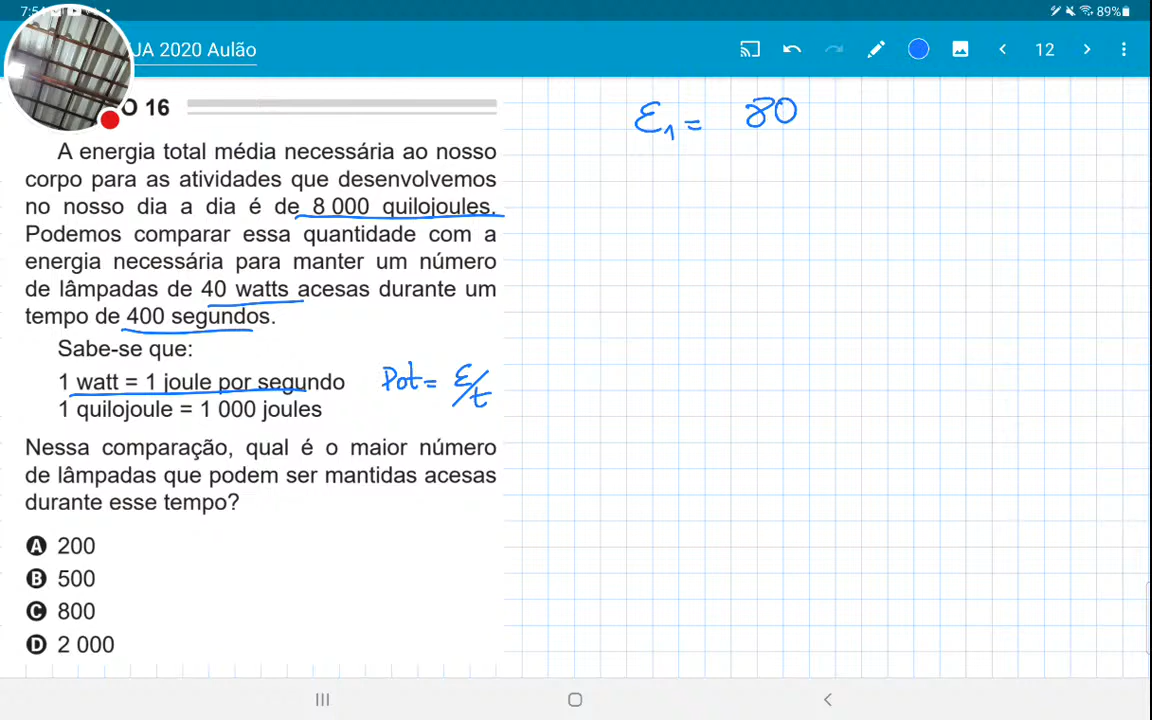 7:54
89%
UA 2020 Aulão
12
O 16
A energia total média necessária ao nosso
corpo para as atividades que desenvolvemos
no nosso dia a dia é de 8 000 quilojoules.
Podemos comparar essa quantidade com a
energia necessária para manter um número
de lâmpadas de 40 watts acesas durante um
tempo de 400 segundos.
Sabe-se que:
1 watt = 1 joule por segundo
Pot = ε/t
1 quilojoule = 1 000 joules
Nessa comparação, qual é o maior número
de lâmpadas que podem ser mantidas acesas
durante esse tempo?
A 200
B 500
C 800
D 2 000
ε1 = 80